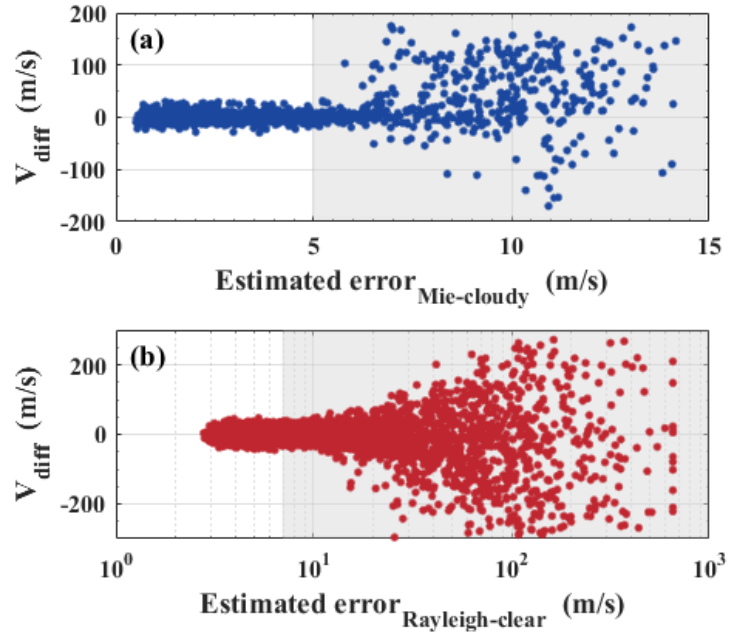 200
(a)
100
0
-100
-200
V_diff (m/s)
0 5 10 15
Estimated error_Mie-cloudy (m/s)
(b)
200
0
-200
V_diff (m/s)
10^0 10^1 10^2 10^3
Estimated error_Rayleigh-clear (m/s)